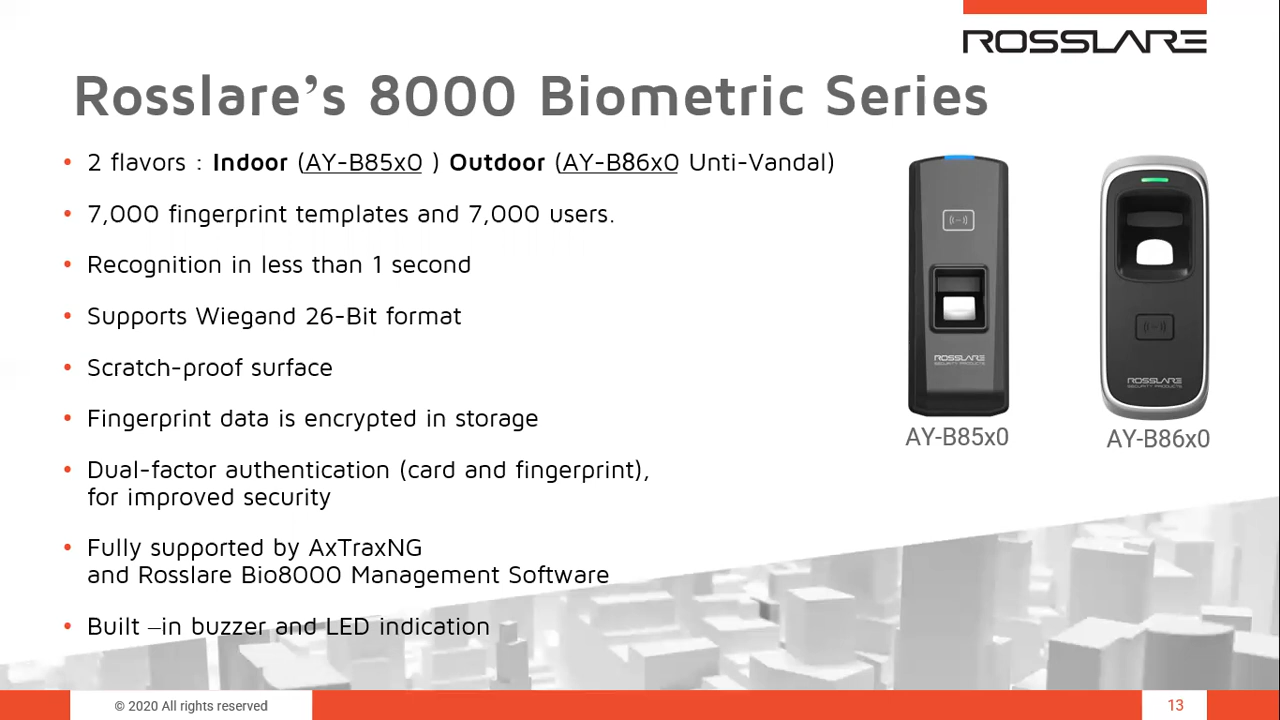 ROSSLARE
Rosslare’s 8000 Biometric Series
• 2 flavors : Indoor (AY-B85x0 ) Outdoor (AY-B86x0 Unti-Vandal)
• 7,000 fingerprint templates and 7,000 users.
• Recognition in less than 1 second
• Supports Wiegand 26-Bit format
• Scratch-proof surface
• Fingerprint data is encrypted in storage
• Dual-factor authentication (card and fingerprint),
for improved security
• Fully supported by AxTraxNG
and Rosslare Bio8000 Management Software
• Built –in buzzer and LED indication
ROSSLARE
SECURITY PRODUCTS
AY-B85x0
ROSSLARE
SECURITY PRODUCTS
AY-B86x0
© 2020 All rights reserved
13